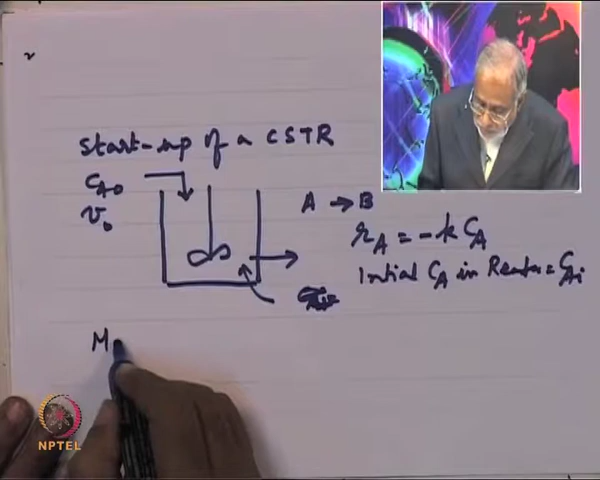 Start-up of a CSTR
CA0
v0
A → B
rA = -k CA
Initial CA in Reactor = CAi
M
NPTEL